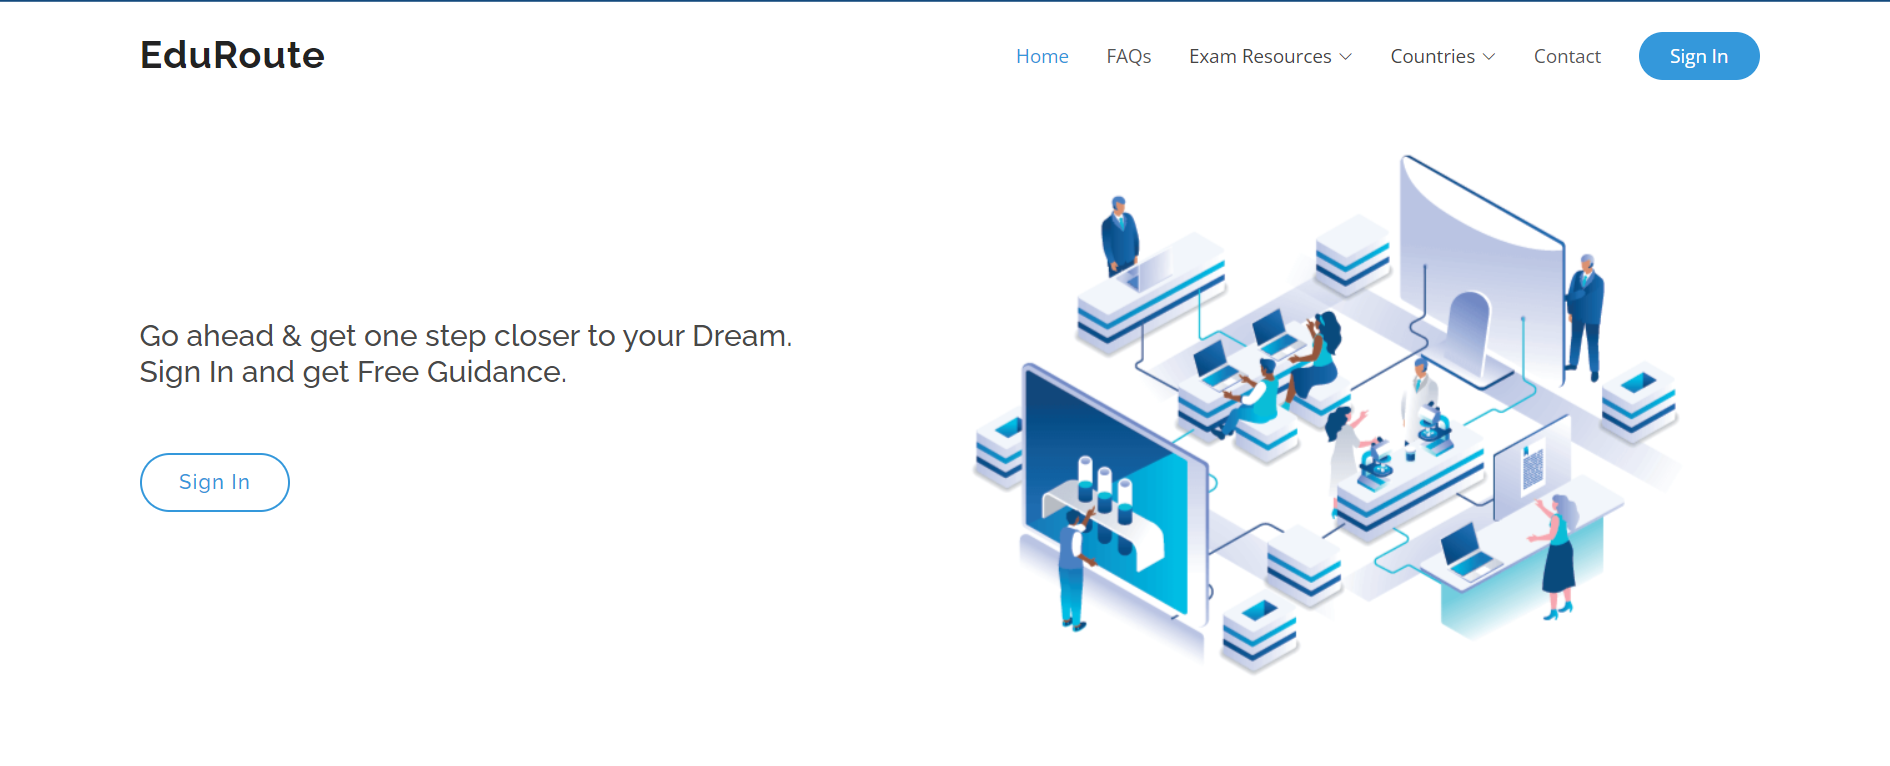 EduRoute
Home FAQs Exam Resources Countries Contact Sign In
Go ahead & get one step closer to your Dream.
Sign In and get Free Guidance.
Sign In